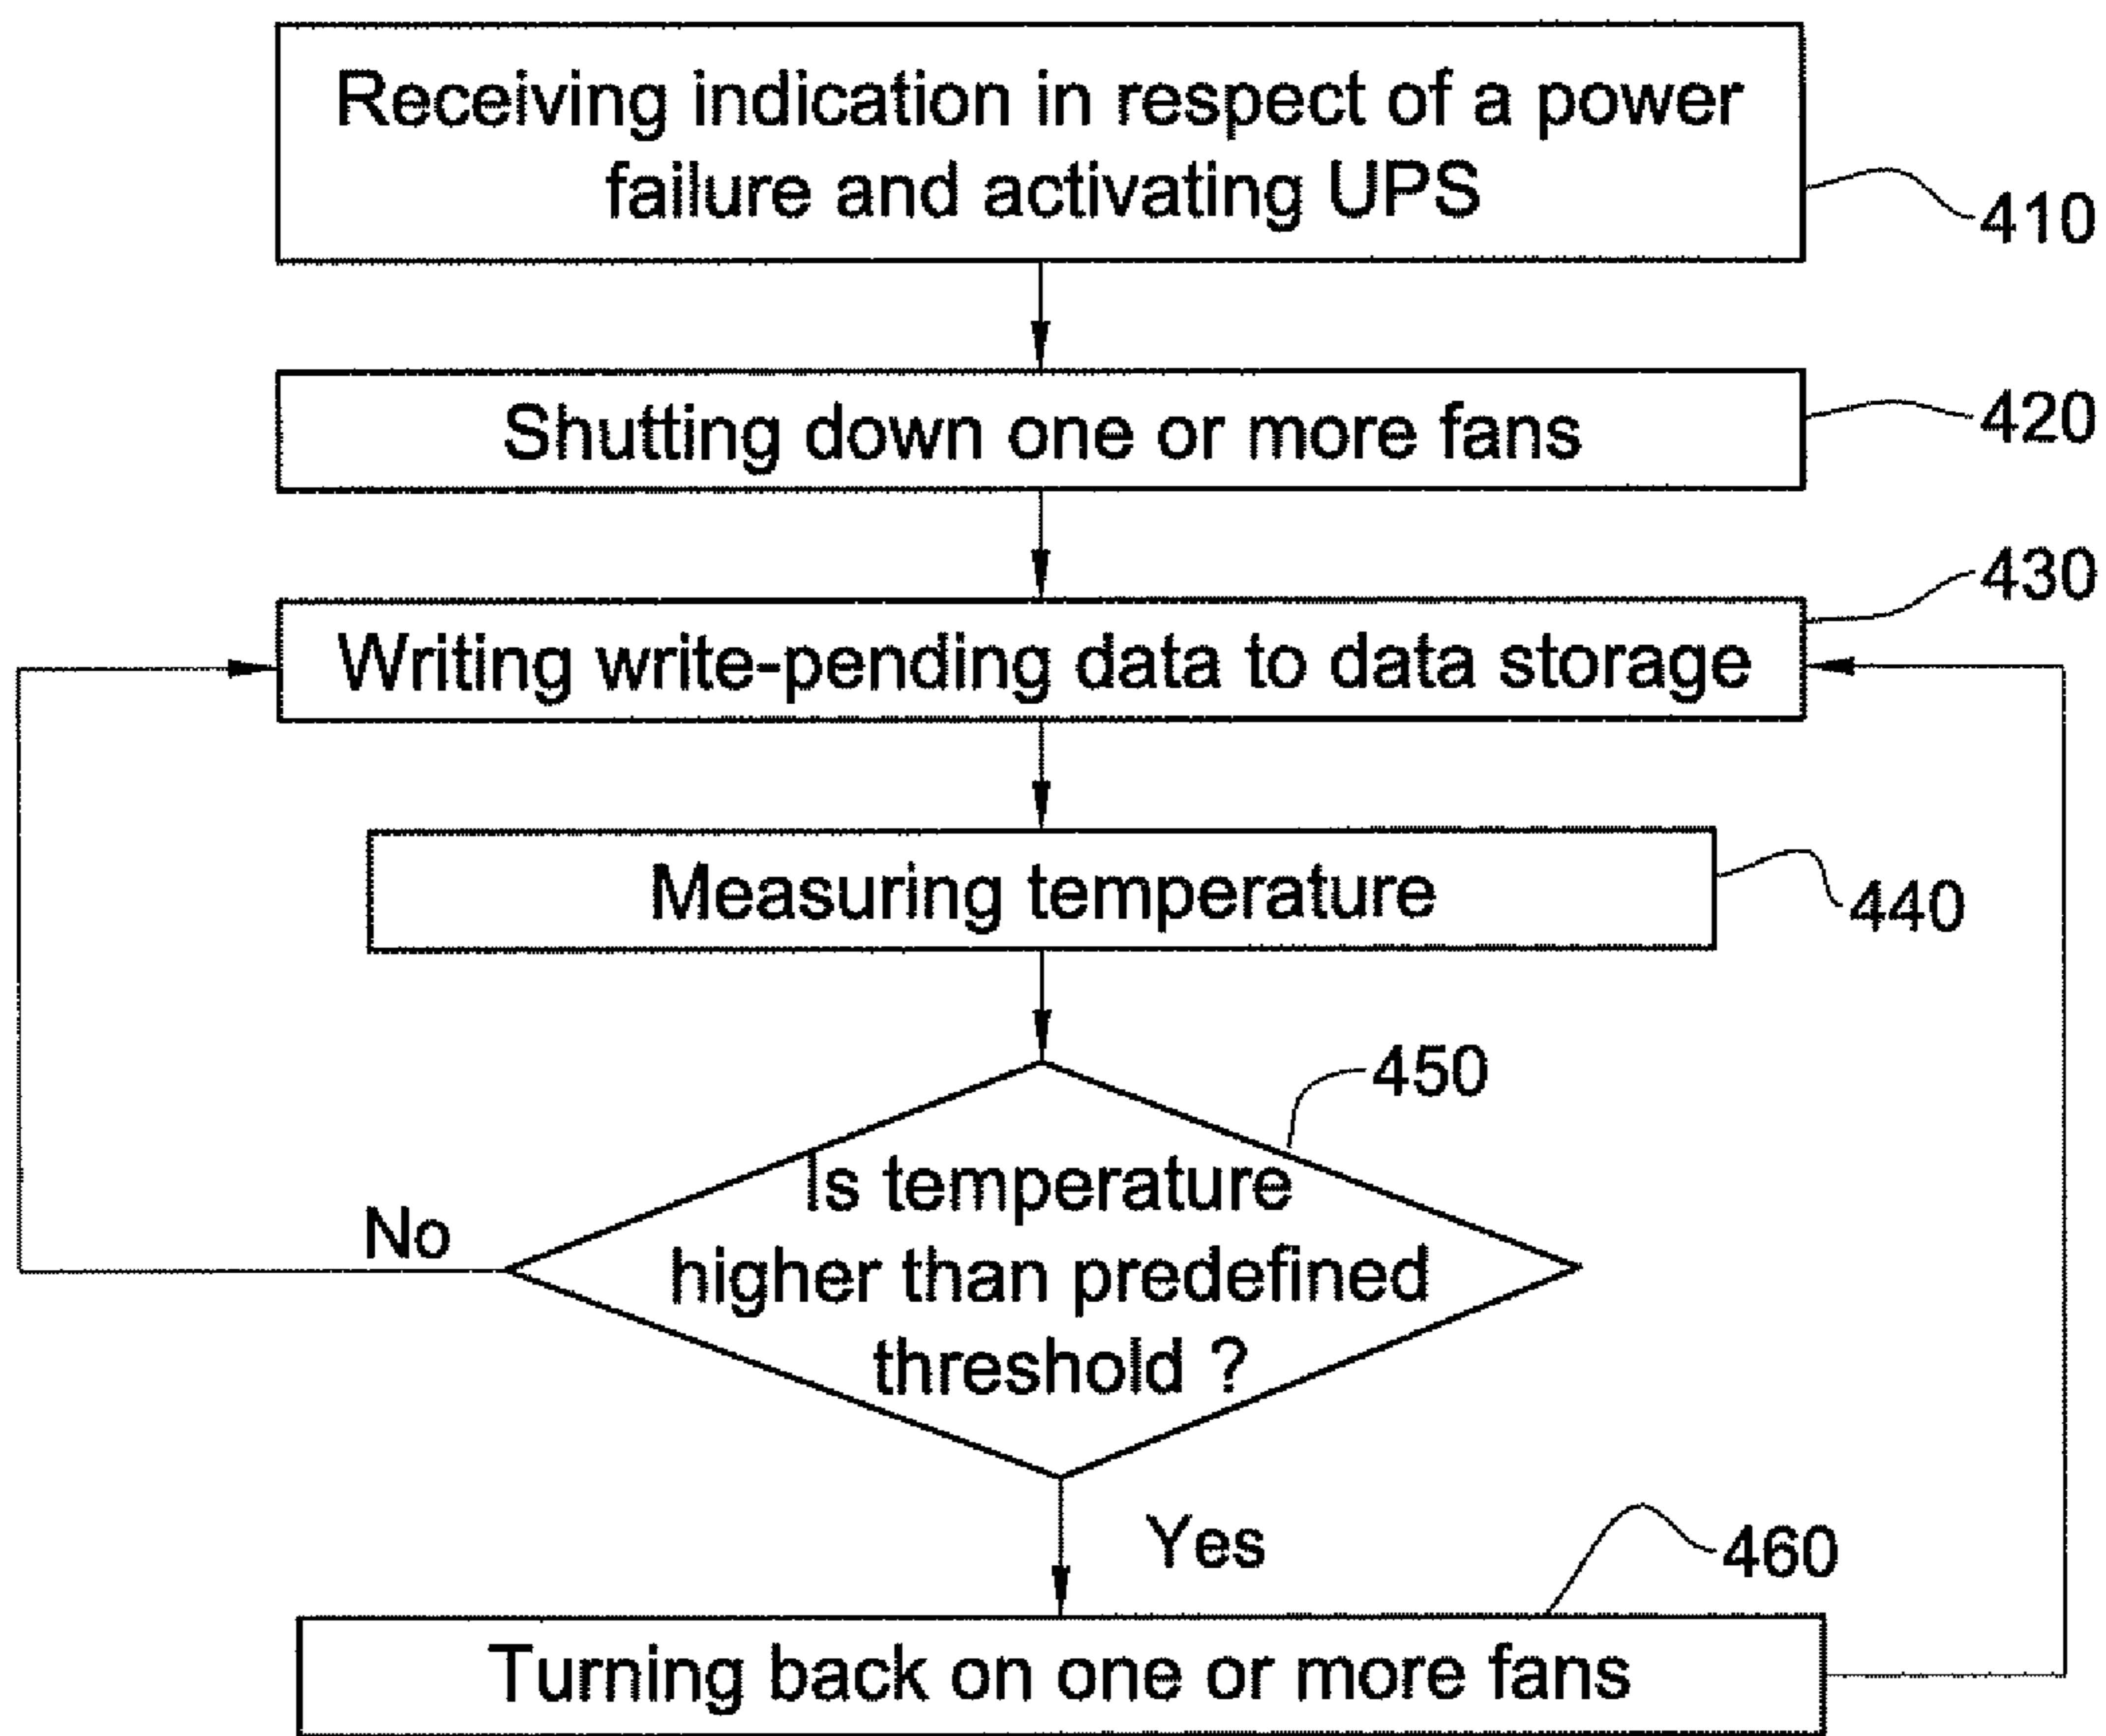 Receiving indication in respect of a power
failure and activating UPS
410
Shutting down one or more fans
420
430
Writing write-pending data to data storage
Measuring temperature
440
450
Is temperature
higher than predefined
threshold ?
No
Yes
460
Turning back on one or more fans